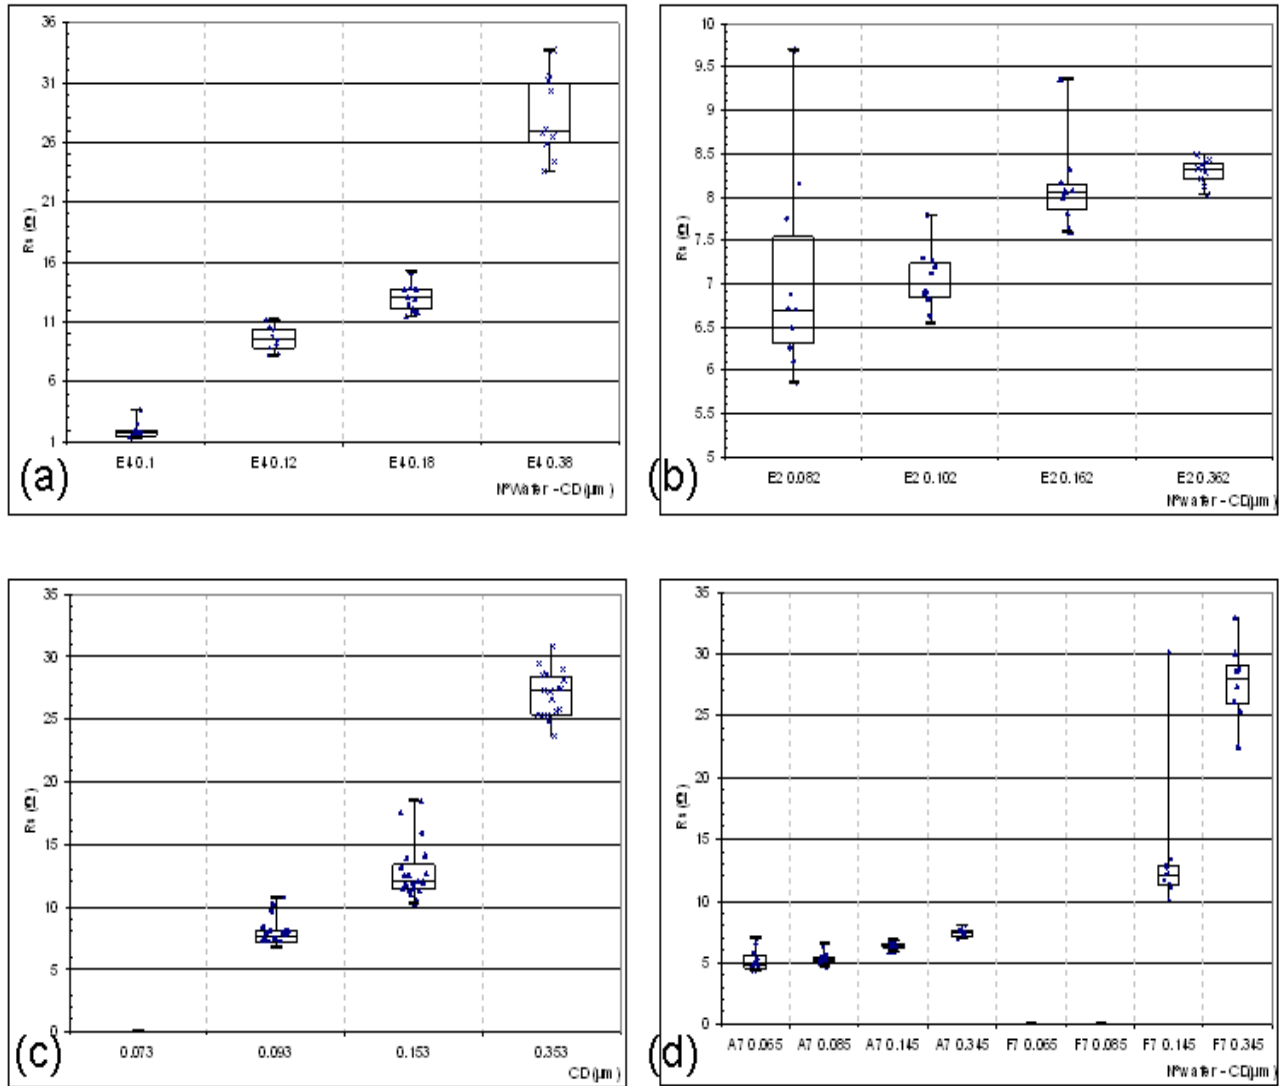 36
31
26
21
16
11
6
1
Rs (Ω)
E4 0.1 E4 0.12 E4 0.18 E4 0.38
N°Wafer - CD(µm)
(a)
10
9.5
9
8.5
8
7.5
7
6.5
6
5.5
5
Rs (Ω)
E2 0.082 E2 0.102 E2 0.162 E2 0.362
N°wafer - CD(µm)
(b)
35
30
25
20
15
10
5
0
Rs (Ω)
0.073 0.093 0.153 0.353
CD(µm)
(c)
35
30
25
20
15
10
5
0
Rs (Ω)
A7 0.065 A7 0.085 A7 0.145 A7 0.345 F7 0.065 F7 0.085 F7 0.145 F7 0.345
N°wafer - CD(µm)
(d)